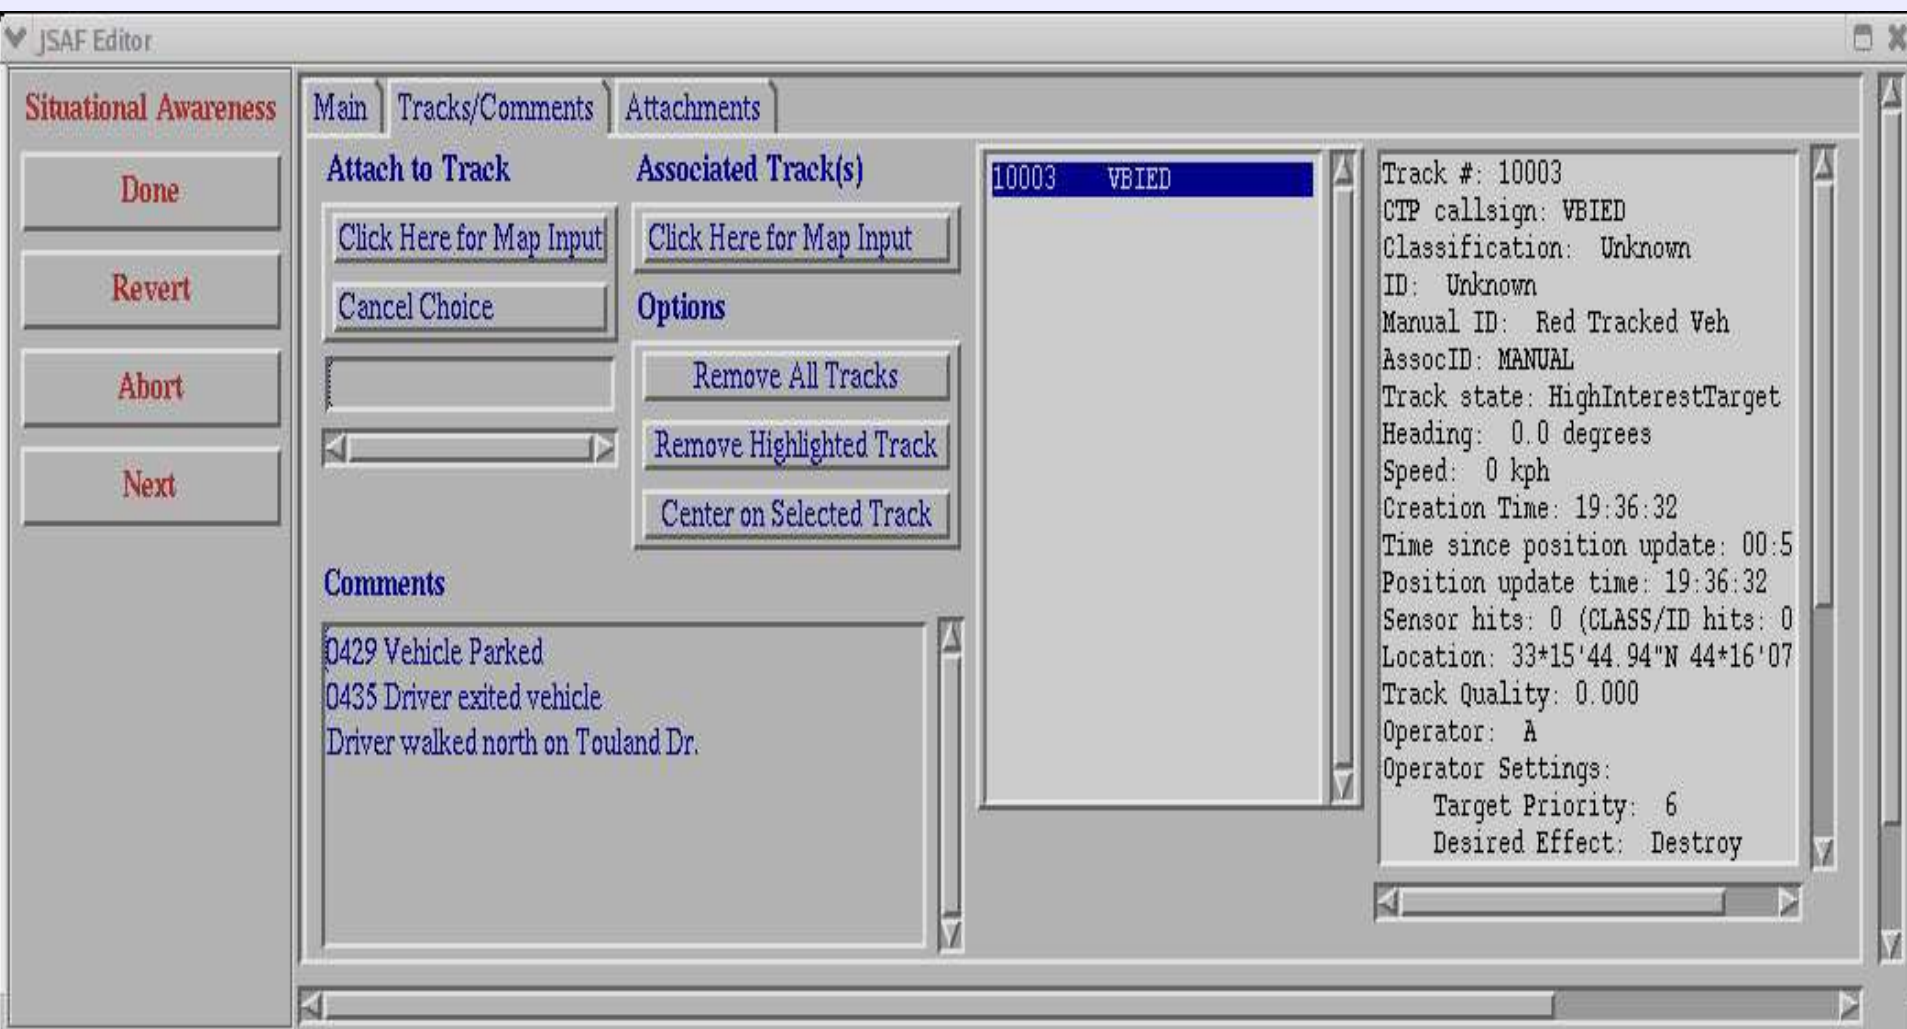 JSAF Editor
Situational Awareness
Done
Revert
Abort
Next
Main
Tracks/Comments
Attachments
Attach to Track
Click Here for Map Input
Cancel Choice
Associated Track(s)
Click Here for Map Input
Options
Remove All Tracks
Remove Highlighted Track
Center on Selected Track
Comments
0429 Vehicle Parked
0435 Driver exited vehicle
Driver walked north on Touland Dr.
10003 VBIED
Track #: 10003
CTP callsign: VBIED
Classification: Unknown
ID: Unknown
Manual ID: Red Tracked Veh
AssocID: MANUAL
Track state: HighInterestTarget
Heading: 0.0 degrees
Speed: 0 kph
Creation Time: 19:36:32
Time since position update: 00:5
Position update time: 19:36:32
Sensor hits: 0 (CLASS/ID hits: 0
Location: 33*15'44.94"N 44*16'07
Track Quality: 0.000
Operator: A
Operator Settings:
Target Priority: 6
Desired Effect: Destroy